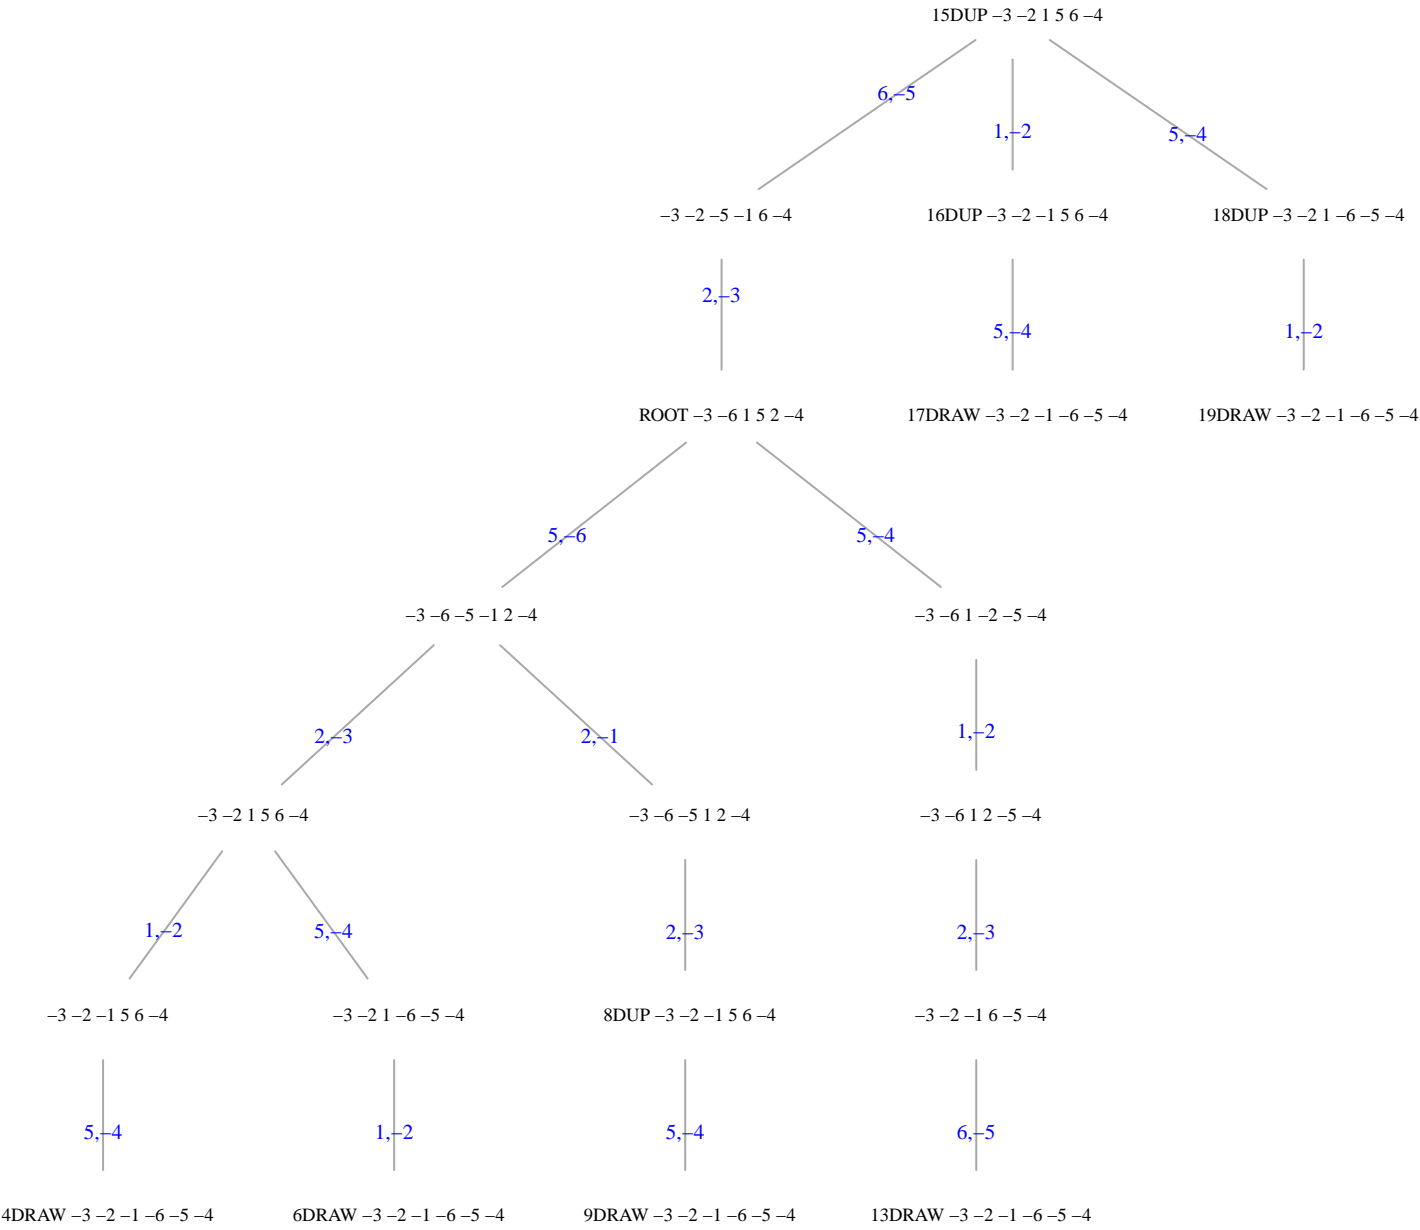 15DUP –3 –2 1 5 6 –4
6,–5
1,–2
5,–4
–3 –2 –5 –1 6 –4
16DUP –3 –2 –1 5 6 –4
18DUP –3 –2 1 –6 –5 –4
2,–3
5,–4
1,–2
ROOT –3 –6 1 5 2 –4
17DRAW –3 –2 –1 –6 –5 –4
19DRAW –3 –2 –1 –6 –5 –4
5,–6
5,–4
–3 –6 –5 –1 2 –4
–3 –6 1 –2 –5 –4
2,–3
2,–1
1,–2
–3 –2 1 5 6 –4
–3 –6 –5 1 2 –4
–3 –6 1 2 –5 –4
1,–2
5,–4
2,–3
2,–3
–3 –2 –1 5 6 –4
–3 –2 1 –6 –5 –4
8DUP –3 –2 –1 5 6 –4
–3 –2 –1 6 –5 –4
5,–4
1,–2
5,–4
6,–5
4DRAW –3 –2 –1 –6 –5 –4
6DRAW –3 –2 –1 –6 –5 –4
9DRAW –3 –2 –1 –6 –5 –4
13DRAW –3 –2 –1 –6 –5 –4